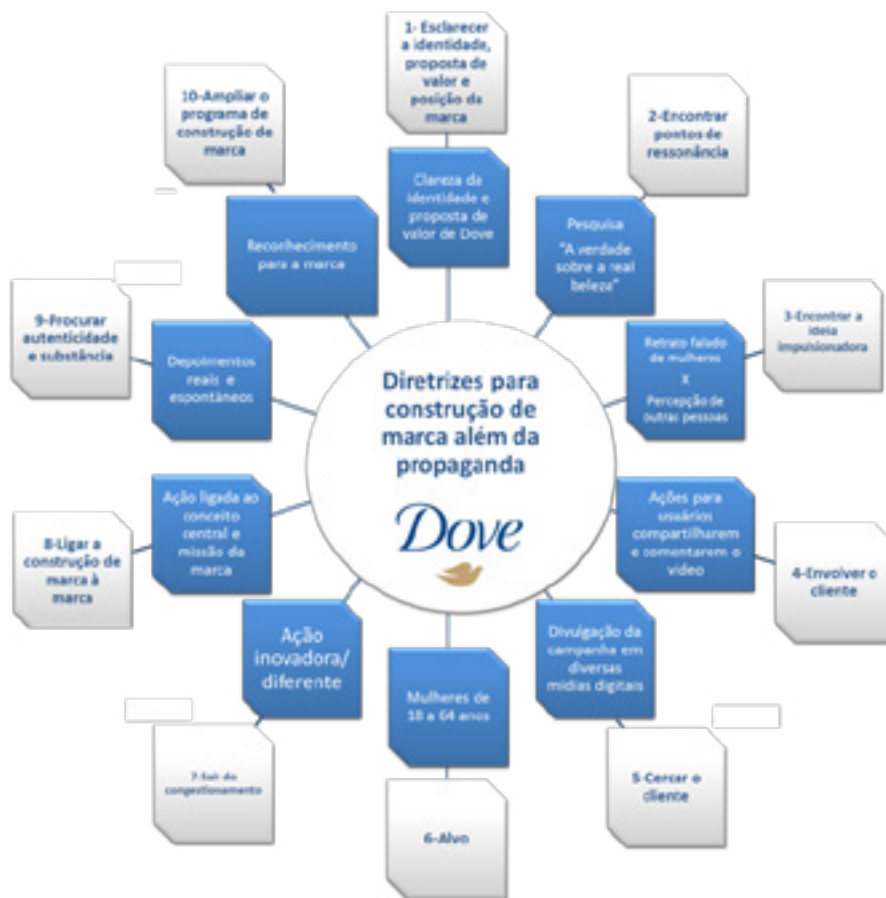 Diretrizes para
construção de
marca além da
propaganda
Dove
1- Esclarecer
a identidade,
proposta de
valor e
posição da
marca
Clareza da
identidade e
proposta de
valor de Dove
2-Encontrar
pontos de
ressonância
Pesquisa
"A verdade
sobre a real
beleza"
3-Encontrar a
ideia
impulsionadora
Retrato falado
de mulheres
X
Percepção de
outras pessoas
4-Envolver o
cliente
Ações para
usuários
compartilharem
e comentarem o
vídeo
5-Cercar o
cliente
Divulgação da
campanha em
diversas
mídias digitais
6-Alvo
Mulheres de
18 a 64 anos
7-Sair do
congestionamento
Ação
inovadora/
diferente
8-Ligar a
construção de
marca à
marca
Ação ligada ao
conceito
central e
missão da
marca
9-Procurar
autenticidade
e substância
Depoimentos
reais e
espontâneos
10-Ampliar o
programa de
construção de
marca
Reconhecimento
para a marca